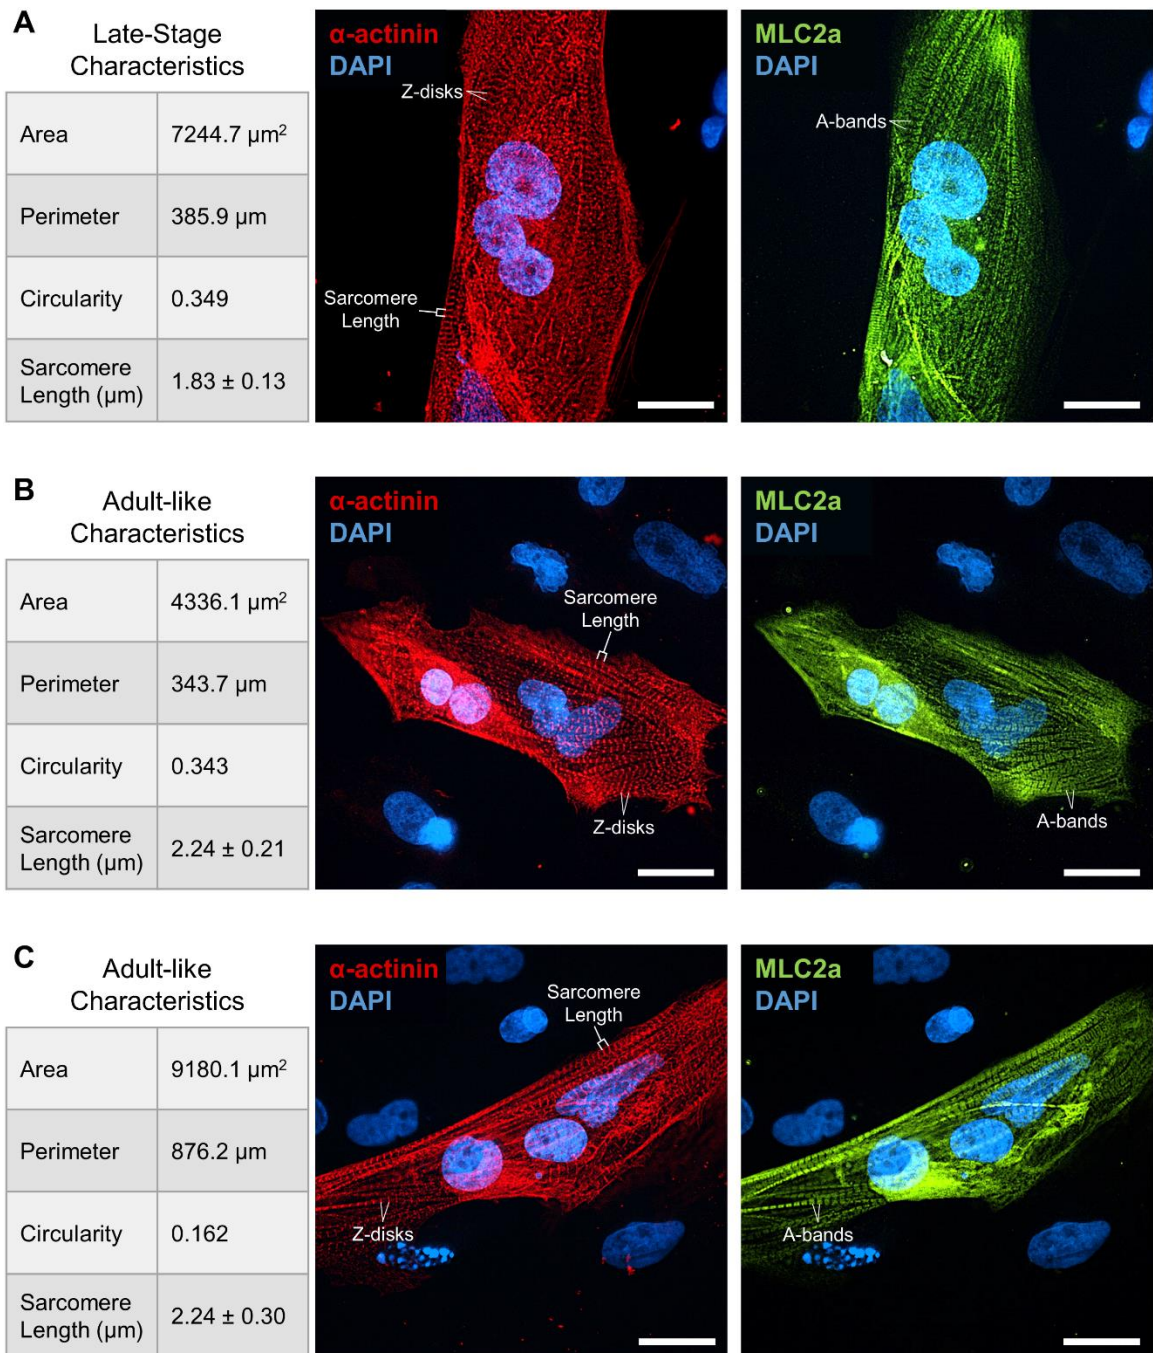 A
Late-Stage
Characteristics
Area 7244.7 µm²
Perimeter 385.9 µm
Circularity 0.349
Sarcomere
Length (µm) 1.83 ± 0.13
α-actinin
DAPI
Z-disks
Sarcomere
Length
MLC2a
DAPI
A-bands
B
Adult-like
Characteristics
Area 4336.1 µm²
Perimeter 343.7 µm
Circularity 0.343
Sarcomere
Length (µm) 2.24 ± 0.21
α-actinin
DAPI
Sarcomere
Length
Z-disks
MLC2a
DAPI
A-bands
C
Adult-like
Characteristics
Area 9180.1 µm²
Perimeter 876.2 µm
Circularity 0.162
Sarcomere
Length (µm) 2.24 ± 0.30
α-actinin
DAPI
Sarcomere
Length
Z-disks
MLC2a
DAPI
A-bands